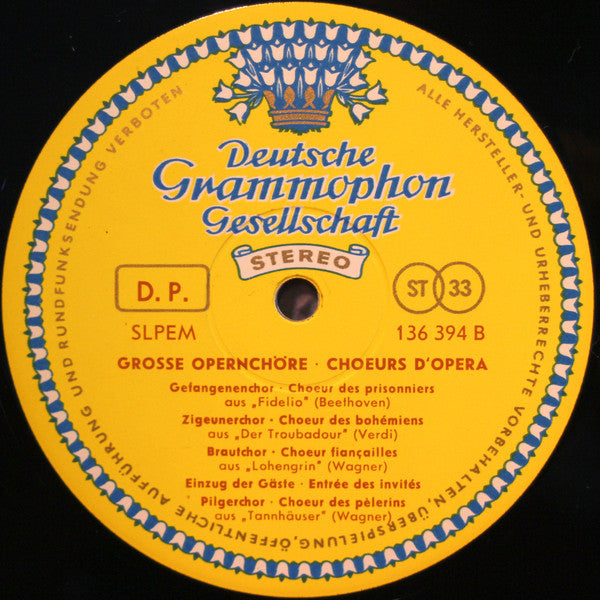 Deutsche
Grammophon
Gesellschaft
STEREO
D. P.
ST 33
SLPEM
136 394 B
GROSSE OPERNCHÖRE · CHOEURS D'OPERA
Gefangenenchor · Choeur des prisonniers
aus „Fidelio" (Beethoven)
Zigeunerchor · Choeur des bohémiens
aus „Der Troubadour" (Verdi)
Brautchor · Choeur fiançailles
aus „Lohengrin" (Wagner)
Einzug der Gäste · Entrée des invités
Pilgerchor · Choeur des pèlerins
aus „Tannhäuser" (Wagner)
ALLE HERSTELLER- UND URHEBERRECHTE VORBEHALTEN, ÜBERSPIELUNG, ÖFFENTLICHE AUFFÜHRUNG UND RUNDFUNKSENDUNG VERBOTEN